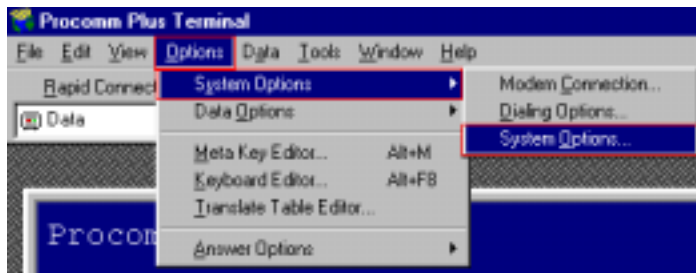 Procomm Plus Terminal
File Edit View Options Data Tools Window Help
Rapid Connect
Data
System Options
Data Options
Meta Key Editor... Alt+M
Keyboard Editor... Alt+F8
Translate Table Editor...
Answer Options
Modem Connection...
Dialing Options...
System Options...
Procom